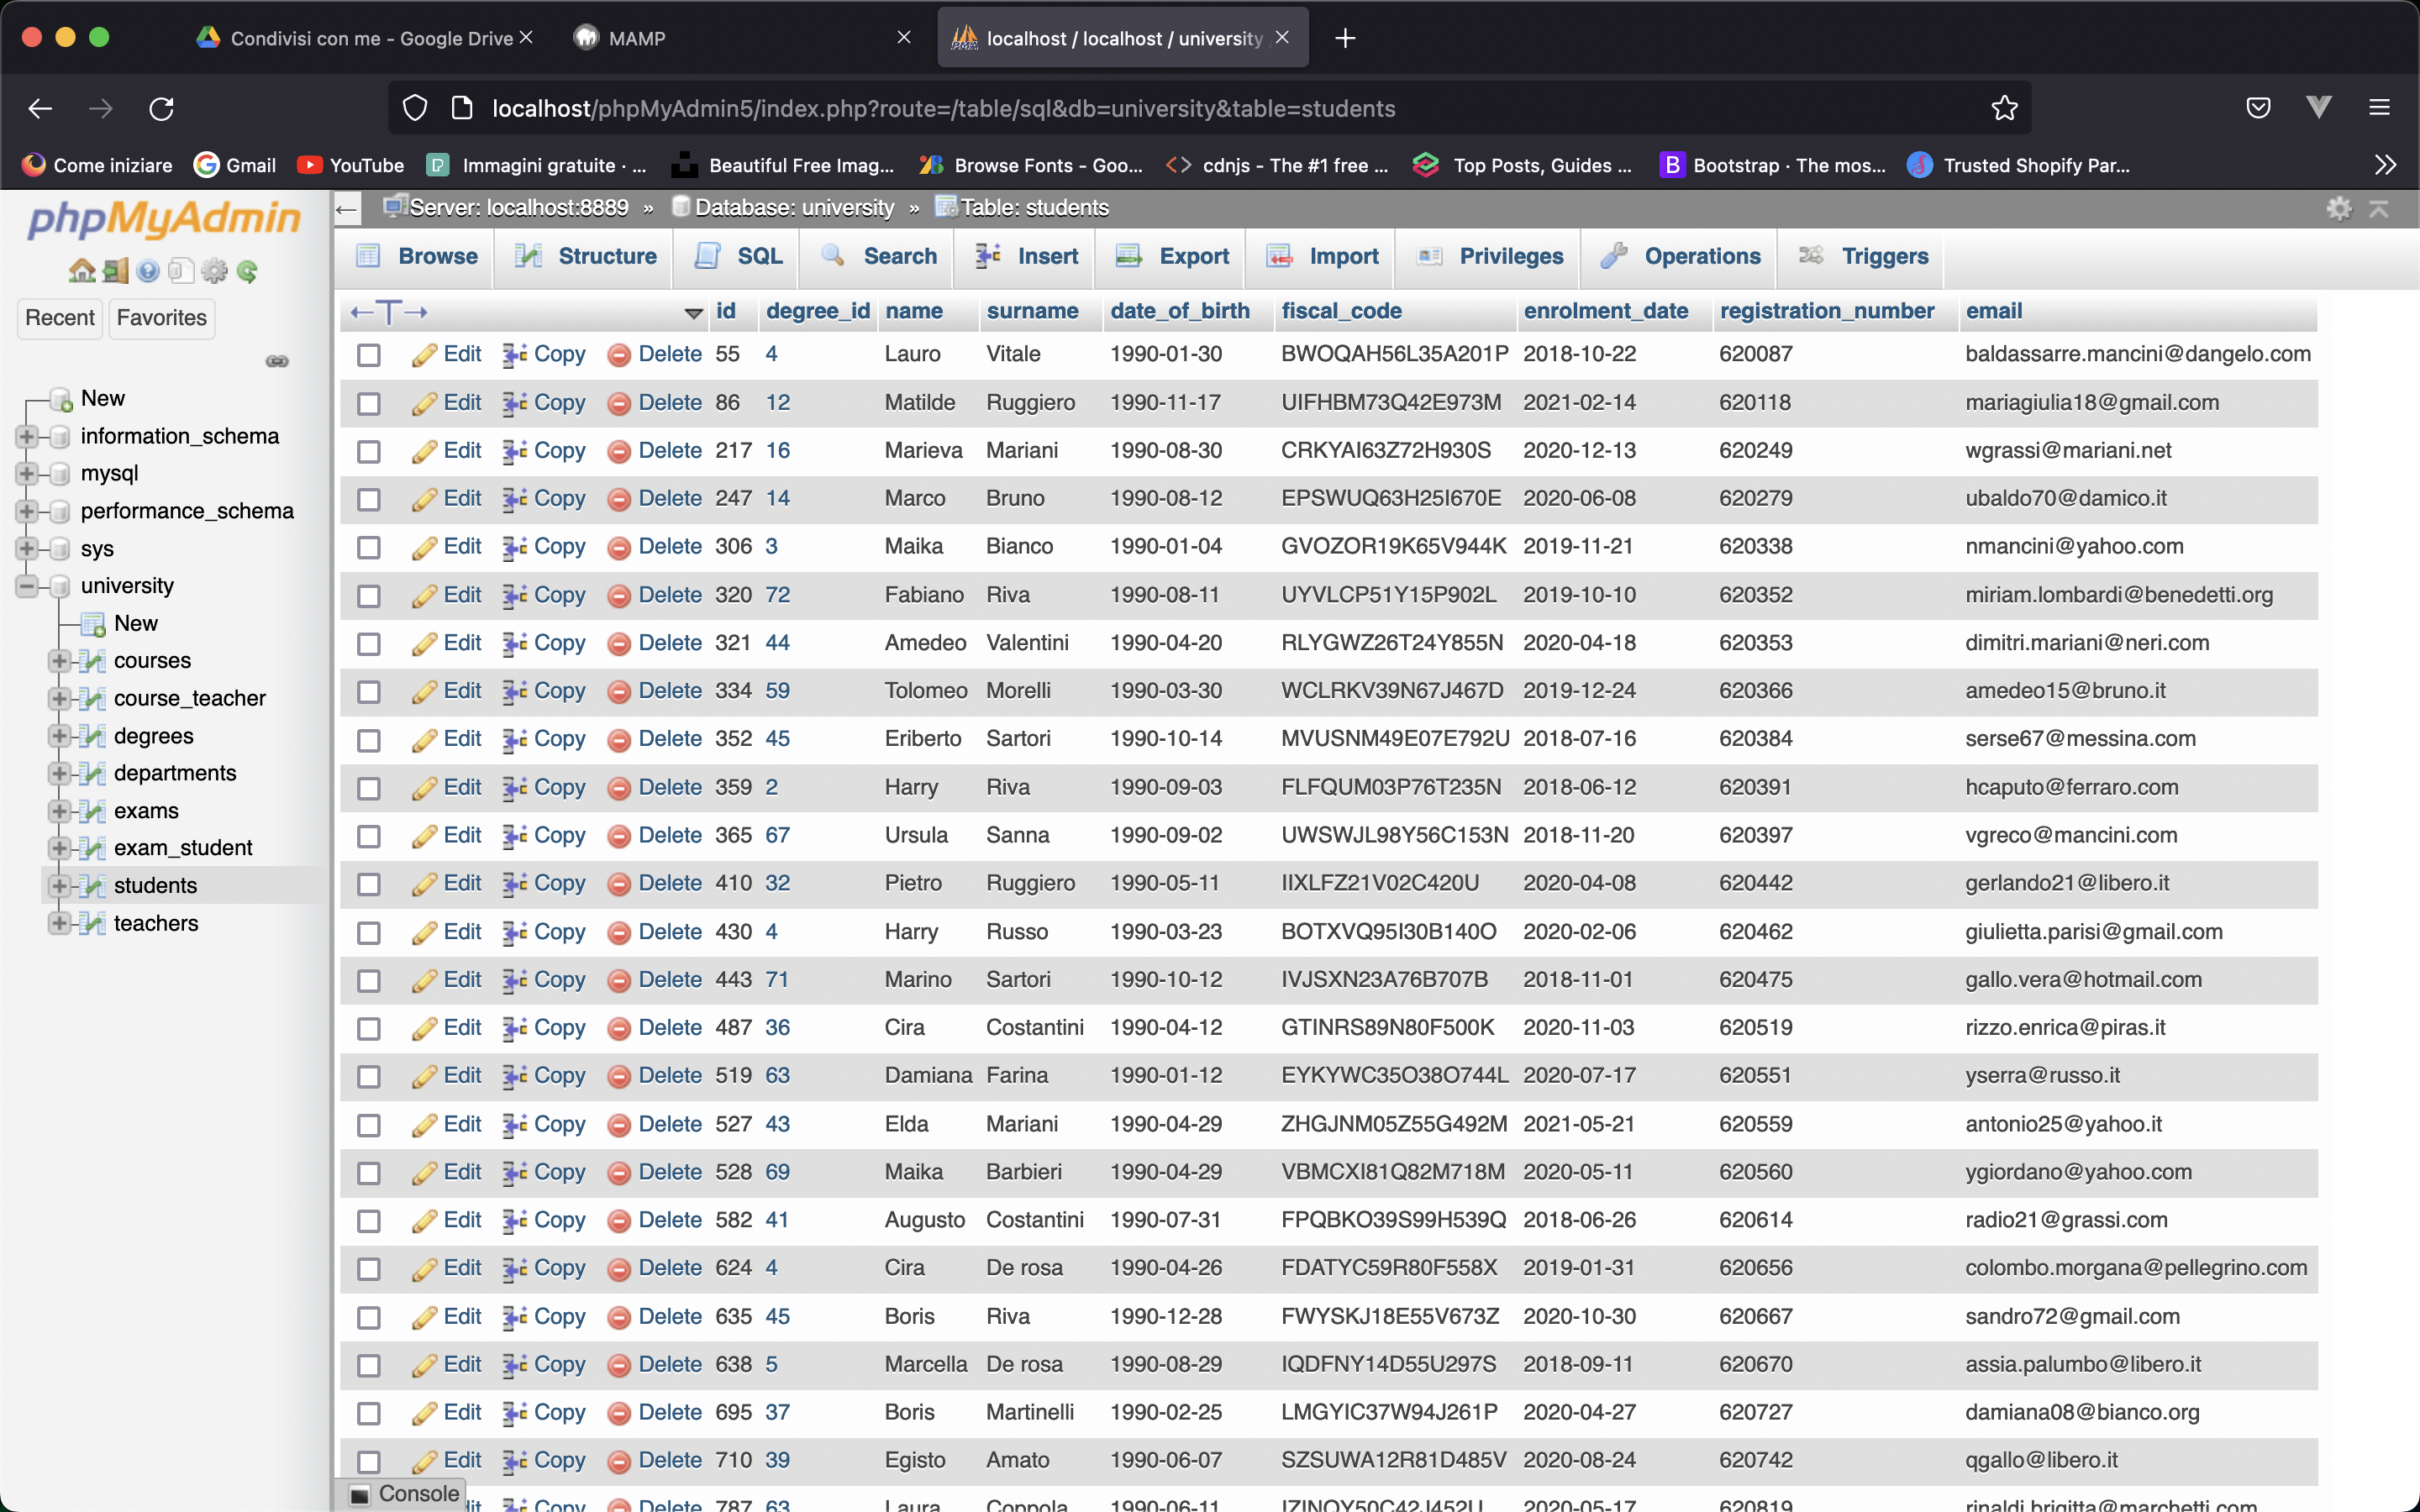 Condivisi con me - Google Drive
MAMP
localhost / localhost / university
localhost/phpMyAdmin5/index.php?route=/table/sql&db=university&table=students
Come iniziare Gmail YouTube Immagini gratuite · ... Beautiful Free Imag... Browse Fonts - Goo... cdnjs - The #1 free ... Top Posts, Guides ... Bootstrap · The mos... Trusted Shopify Par...
phpMyAdmin
Recent Favorites
New
information_schema
mysql
performance_schema
sys
university
New
courses
course_teacher
degrees
departments
exams
exam_student
students
teachers
Server: localhost:8889 » Database: university » Table: students
Browse Structure SQL Search Insert Export Import Privileges Operations Triggers
id degree_id name surname date_of_birth fiscal_code enrolment_date registration_number email
Edit Copy Delete 55 4 Lauro Vitale 1990-01-30 BWOQAH56L35A201P 2018-10-22 620087 baldassarre.mancini@dangelo.com
Edit Copy Delete 86 12 Matilde Ruggiero 1990-11-17 UIFHBM73Q42E973M 2021-02-14 620118 mariagiulia18@gmail.com
Edit Copy Delete 217 16 Marieva Mariani 1990-08-30 CRKYAI63Z72H930S 2020-12-13 620249 wgrassi@mariani.net
Edit Copy Delete 247 14 Marco Bruno 1990-08-12 EPSWUQ63H25I670E 2020-06-08 620279 ubaldo70@damico.it
Edit Copy Delete 306 3 Maika Bianco 1990-01-04 GVOZOR19K65V944K 2019-11-21 620338 nmancini@yahoo.com
Edit Copy Delete 320 72 Fabiano Riva 1990-08-11 UYVLCP51Y15P902L 2019-10-10 620352 miriam.lombardi@benedetti.org
Edit Copy Delete 321 44 Amedeo Valentini 1990-04-20 RLYGWZ26T24Y855N 2020-04-18 620353 dimitri.mariani@neri.com
Edit Copy Delete 334 59 Tolomeo Morelli 1990-03-30 WCLRKV39N67J467D 2019-12-24 620366 amedeo15@bruno.it
Edit Copy Delete 352 45 Eriberto Sartori 1990-10-14 MVUSNM49E07E792U 2018-07-16 620384 serse67@messina.com
Edit Copy Delete 359 2 Harry Riva 1990-09-03 FLFQUM03P76T235N 2018-06-12 620391 hcaputo@ferraro.com
Edit Copy Delete 365 67 Ursula Sanna 1990-09-02 UWSWJL98Y56C153N 2018-11-20 620397 vgreco@mancini.com
Edit Copy Delete 410 32 Pietro Ruggiero 1990-05-11 IIXLFZ21V02C420U 2020-04-08 620442 gerlando21@libero.it
Edit Copy Delete 430 4 Harry Russo 1990-03-23 BOTXVQ95I30B140O 2020-02-06 620462 giulietta.parisi@gmail.com
Edit Copy Delete 443 71 Marino Sartori 1990-10-12 IVJSXN23A76B707B 2018-11-01 620475 gallo.vera@hotmail.com
Edit Copy Delete 487 36 Cira Costantini 1990-04-12 GTINRS89N80F500K 2020-11-03 620519 rizzo.enrica@piras.it
Edit Copy Delete 519 63 Damiana Farina 1990-01-12 EYKYWC35O38O744L 2020-07-17 620551 yserra@russo.it
Edit Copy Delete 527 43 Elda Mariani 1990-04-29 ZHGJNM05Z55G492M 2021-05-21 620559 antonio25@yahoo.it
Edit Copy Delete 528 69 Maika Barbieri 1990-04-29 VBMCXI81Q82M718M 2020-05-11 620560 ygiordano@yahoo.com
Edit Copy Delete 582 41 Augusto Costantini 1990-07-31 FPQBKO39S99H539Q 2018-06-26 620614 radio21@grassi.com
Edit Copy Delete 624 4 Cira De rosa 1990-04-26 FDATYC59R80F558X 2019-01-31 620656 colombo.morgana@pellegrino.com
Edit Copy Delete 635 45 Boris Riva 1990-12-28 FWYSKJ18E55V673Z 2020-10-30 620667 sandro72@gmail.com
Edit Copy Delete 638 5 Marcella De rosa 1990-08-29 IQDFNY14D55U297S 2018-09-11 620670 assia.palumbo@libero.it
Edit Copy Delete 695 37 Boris Martinelli 1990-02-25 LMGYIC37W94J261P 2020-04-27 620727 damiana08@bianco.org
Edit Copy Delete 710 39 Egisto Amato 1990-06-07 SZSUWA12R81D485V 2020-08-24 620742 qgallo@libero.it
Copy Delete 787 63 Laura Coppola 1990-06-11 2020-05-17 620819 rinaldi.brigitta@marchetti.com
Console